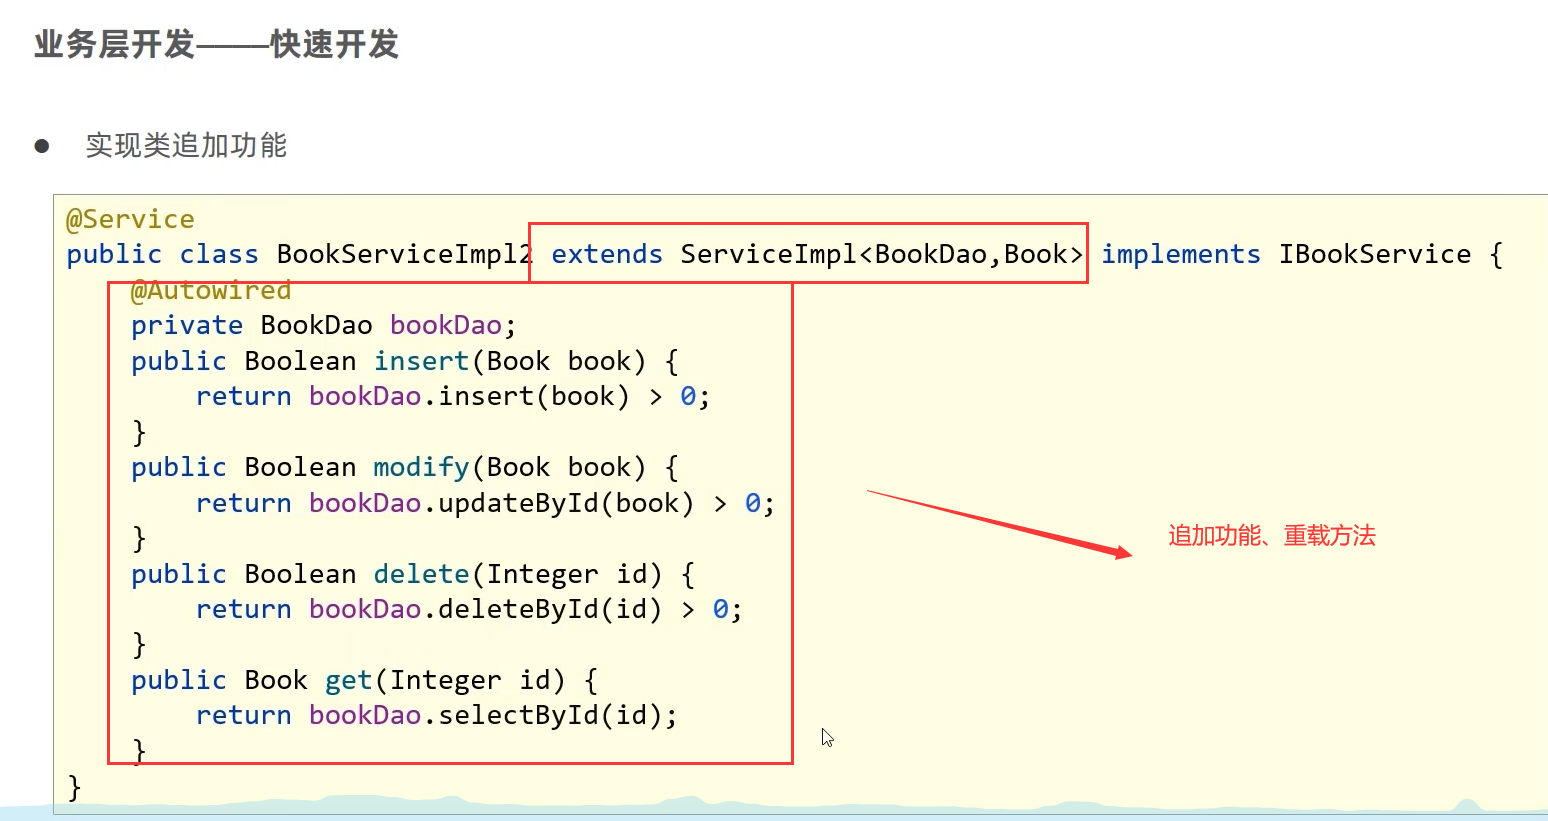 业务层开发————快速开发
● 实现类追加功能
@Service
public class BookServiceImpl2 extends ServiceImpl<BookDao,Book> implements IBookService {
    @Autowired
    private BookDao bookDao;
    public Boolean insert(Book book) {
        return bookDao.insert(book) > 0;
    }
    public Boolean modify(Book book) {
        return bookDao.updateById(book) > 0;
    }
    public Boolean delete(Integer id) {
        return bookDao.deleteById(id) > 0;
    }
    public Book get(Integer id) {
        return bookDao.selectById(id);
    }
}
追加功能、重载方法